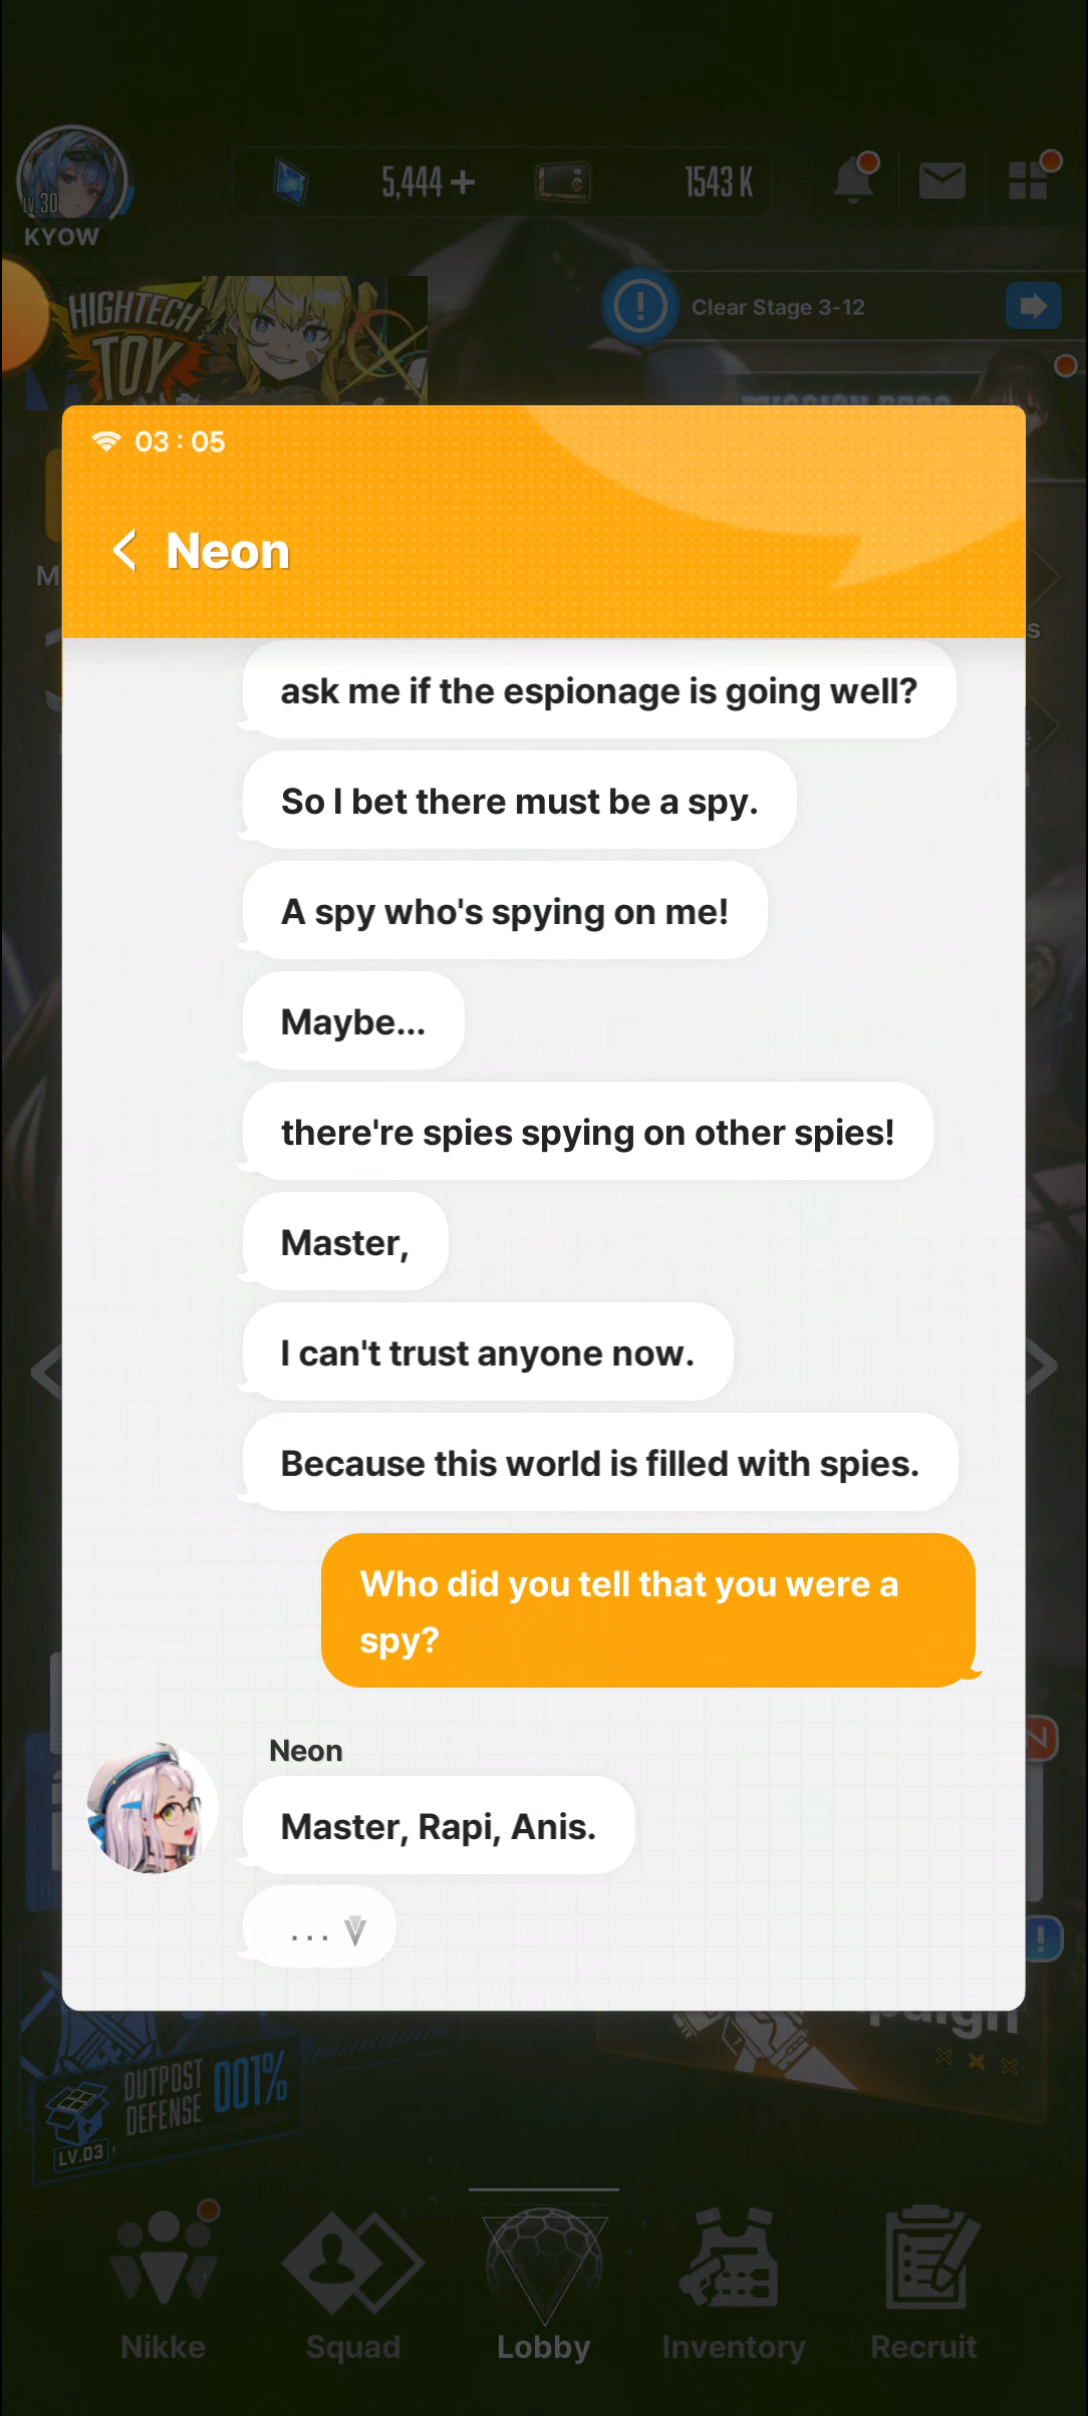 LV.30
5,444
1543 K
KYOW
HIGHTECH
TOY
Clear Stage 3-12
03 : 05
Neon
ask me if the espionage is going well?
So I bet there must be a spy.
A spy who's spying on me!
Maybe...
there're spies spying on other spies!
Master,
I can't trust anyone now.
Because this world is filled with spies.
Who did you tell that you were a
spy?
Neon
Master, Rapi, Anis.
...
OUTPOST
DEFENSE
001%
LV.03
Nikke
Squad
Lobby
Inventory
Recruit